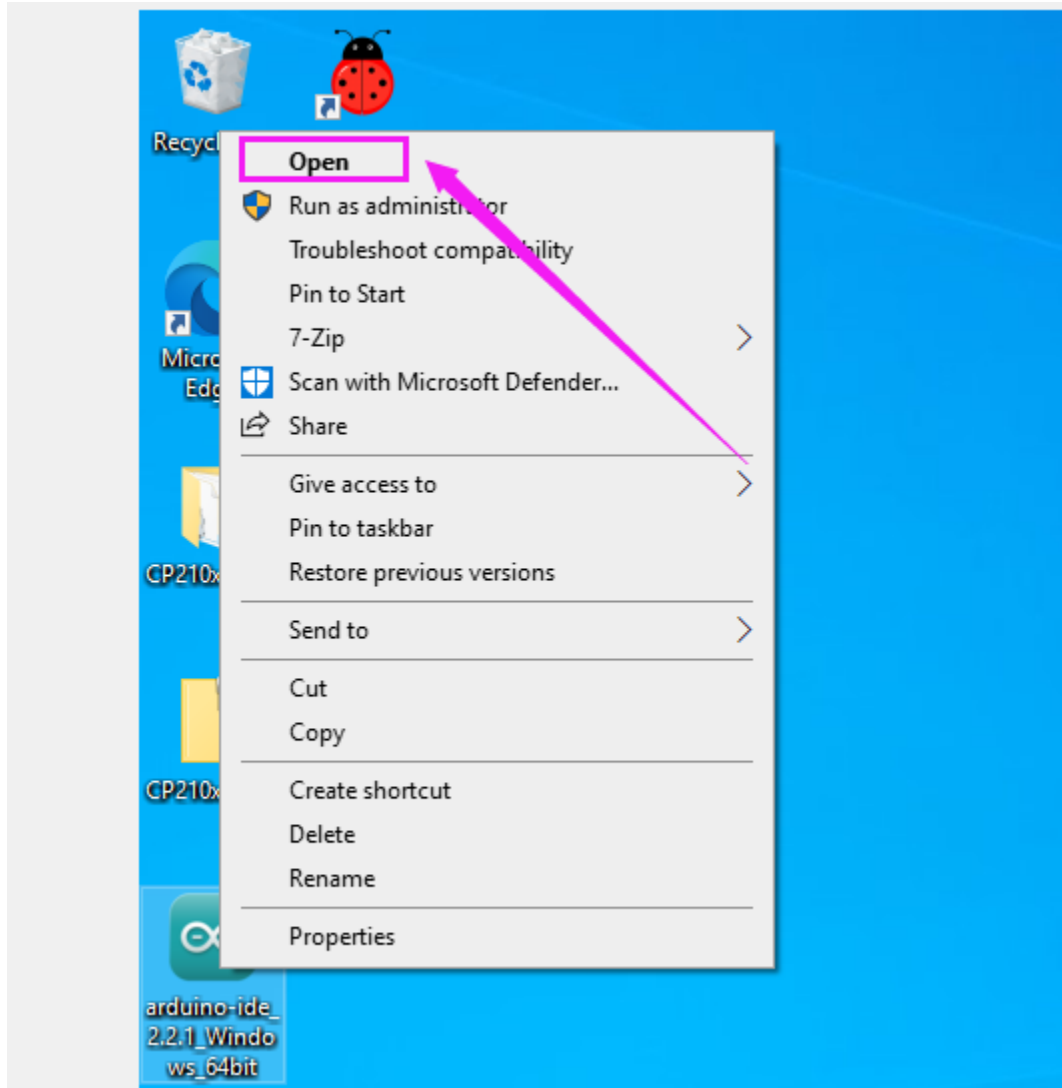 Recycl
Open
Run as administrator
Troubleshoot compatibility
Pin to Start
7-Zip
Micro
Edg
Scan with Microsoft Defender...
Share
Give access to
Pin to taskbar
CP210x
Restore previous versions
Send to
Cut
Copy
CP210x
Create shortcut
Delete
Rename
Properties
arduino-ide_
2.2.1_Windo
ws_64bit